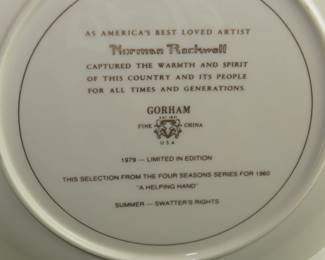 AS AMERICA'S BEST LOVED ARTIST
Norman Rockwell
CAPTURED THE WARMTH AND SPIRIT
OF THIS COUNTRY AND ITS PEOPLE
FOR ALL TIMES AND GENERATIONS.
GORHAM
FINE CHINA
USA
1979 — LIMITED IN EDITION
THIS SELECTION FROM THE FOUR SEASONS SERIES FOR 1960
"A HELPING HAND"
SUMMER — SWATTER'S RIGHTS